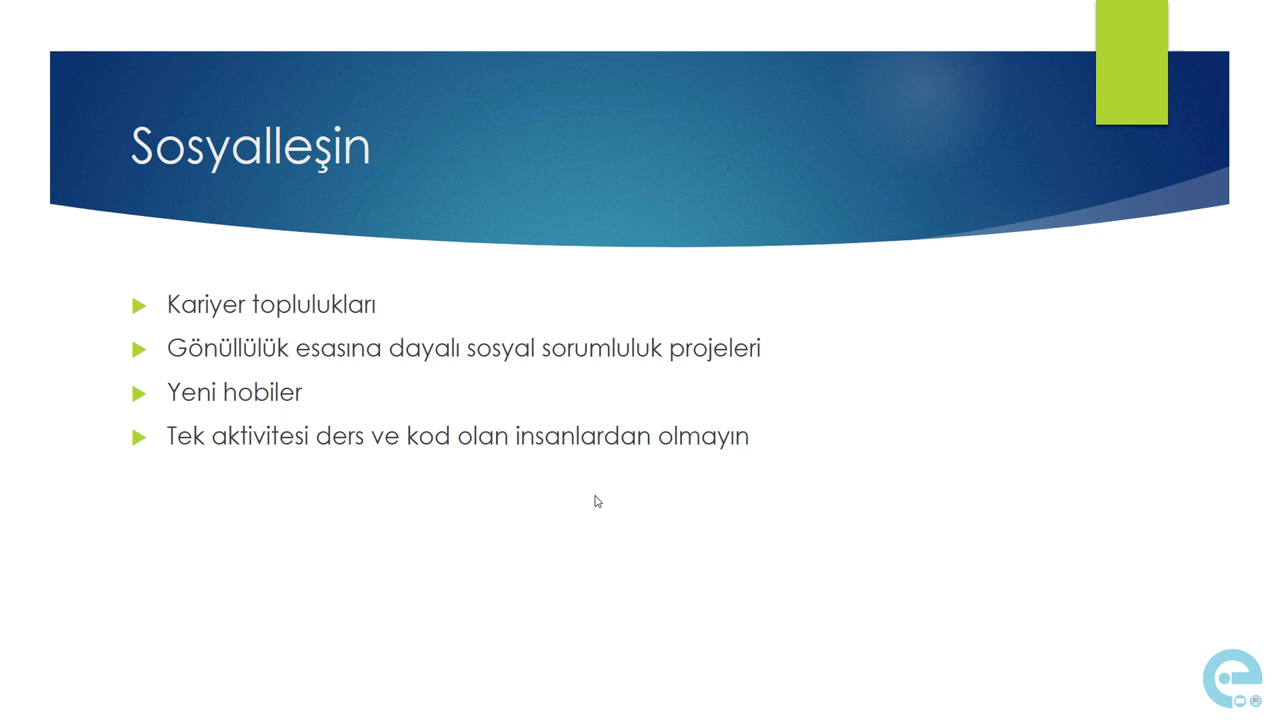 Sosyalleşin
Kariyer toplulukları
Gönüllülük esasına dayalı sosyal sorumluluk projeleri
Yeni hobiler
Tek aktivitesi ders ve kod olan insanlardan olmayın